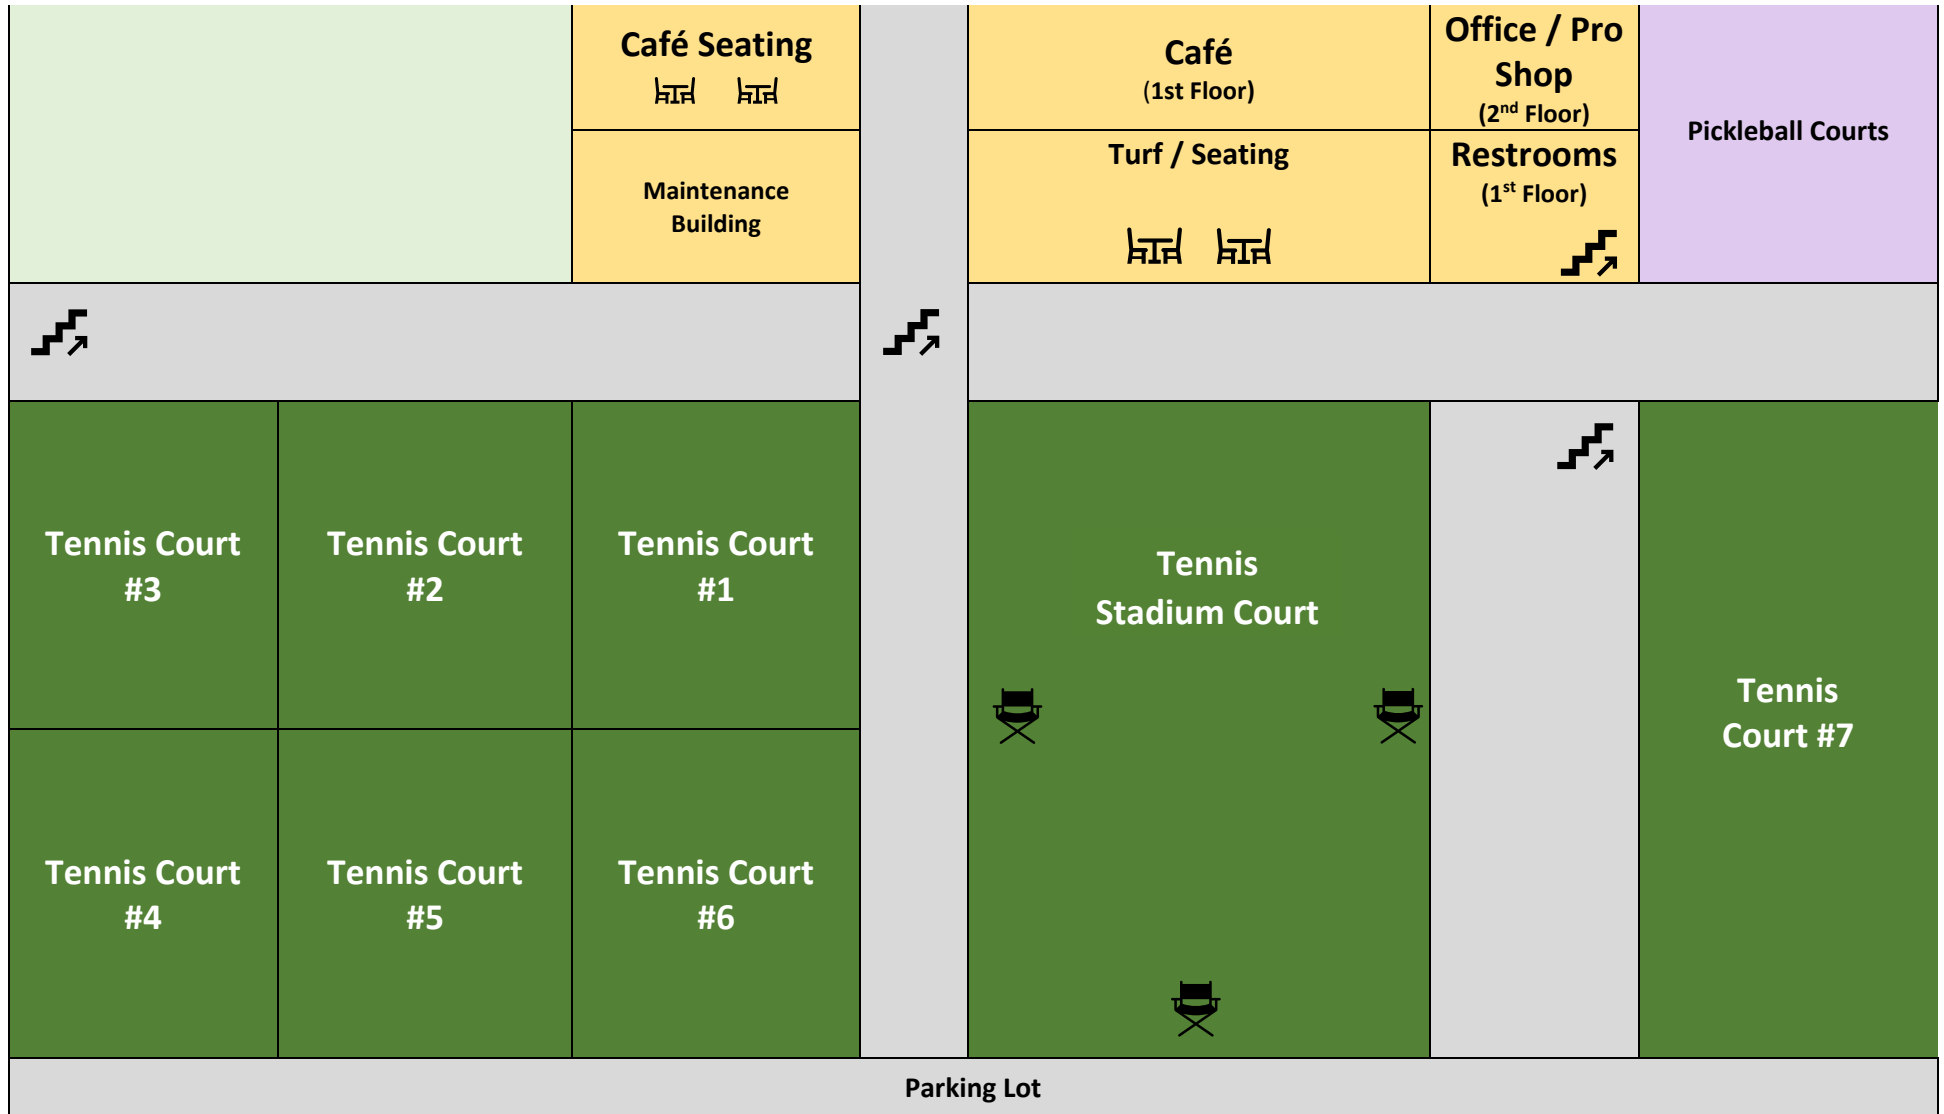 Café Seating
Café
(1st Floor)
Office / Pro
Shop
(2nd Floor)
Pickleball Courts
Maintenance
Building
Turf / Seating
Restrooms
(1st Floor)
Tennis Court
#3
Tennis Court
#2
Tennis Court
#1
Tennis
Stadium Court
Tennis
Court #7
Tennis Court
#4
Tennis Court
#5
Tennis Court
#6
Parking Lot